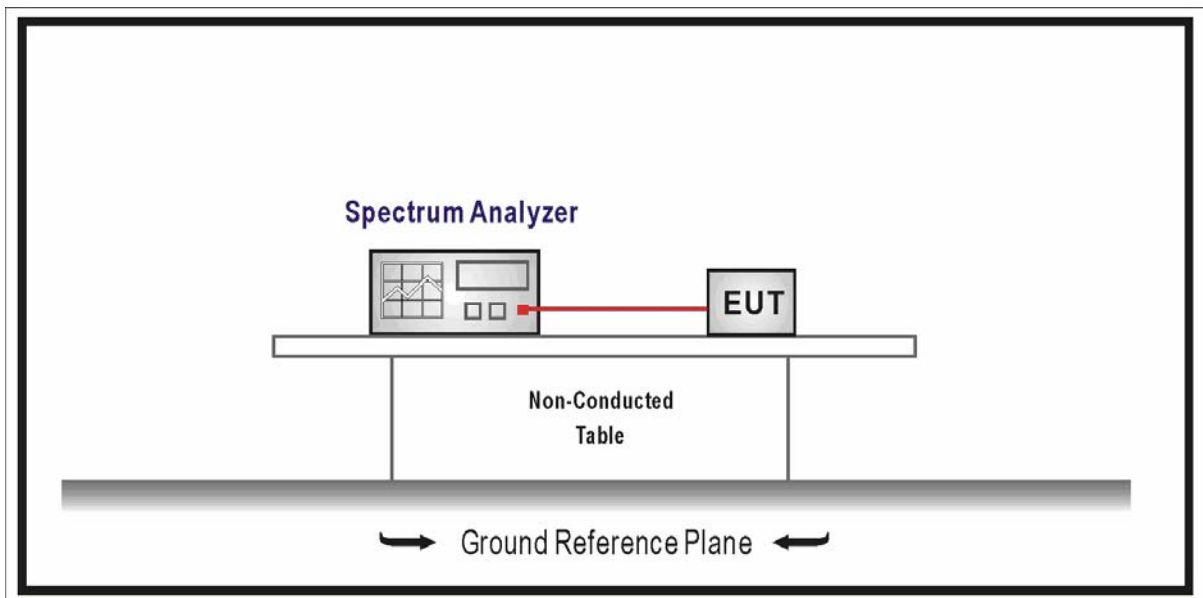 Spectrum Analyzer
EUT
Non-Conducted
Table
Ground Reference Plane